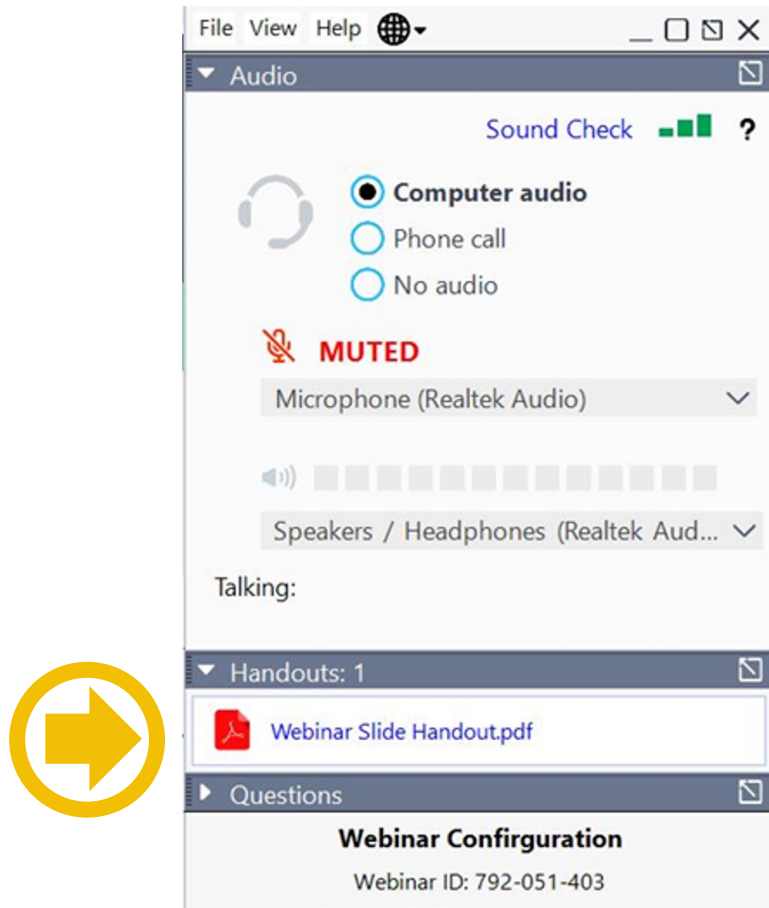 File View Help
Audio
Sound Check ?
Computer audio
Phone call
No audio
MUTED
Microphone (Realtek Audio)
Speakers / Headphones (Realtek Aud...
Talking:
Handouts: 1
Webinar Slide Handout.pdf
Questions
Webinar Confirguration
Webinar ID: 792-051-403